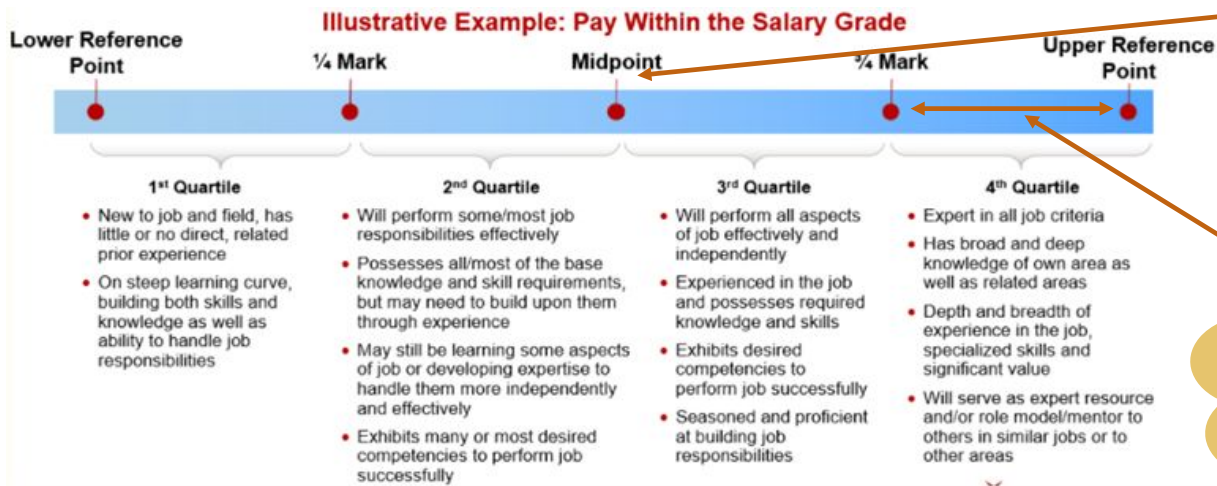 Illustrative Example: Pay Within the Salary Grade
Lower Reference
Point
¼ Mark
Midpoint
¾ Mark
Upper Reference
Point
1st Quartile
• New to job and field, has
little or no direct, related
prior experience
• On steep learning curve,
building both skills and
knowledge as well as
ability to handle job
responsibilities
2nd Quartile
• Will perform some/most job
responsibilities effectively
• Possesses all/most of the base
knowledge and skill requirements,
but may need to build upon them
through experience
• May still be learning some aspects
of job or developing expertise to
handle them more independently
and effectively
• Exhibits many or most desired
competencies to perform job
successfully
3rd Quartile
• Will perform all aspects
of job effectively and
independently
• Experienced in the job
and possesses required
knowledge and skills
• Exhibits desired
competencies to
perform job successfully
• Seasoned and proficient
at building job
responsibilities
4th Quartile
• Expert in all job criteria
• Has broad and deep
knowledge of own area as
well as related areas
• Depth and breadth of
experience in the job,
specialized skills and
significant value
• Will serve as expert resource
and/or role model/mentor to
others in similar jobs or to
other areas